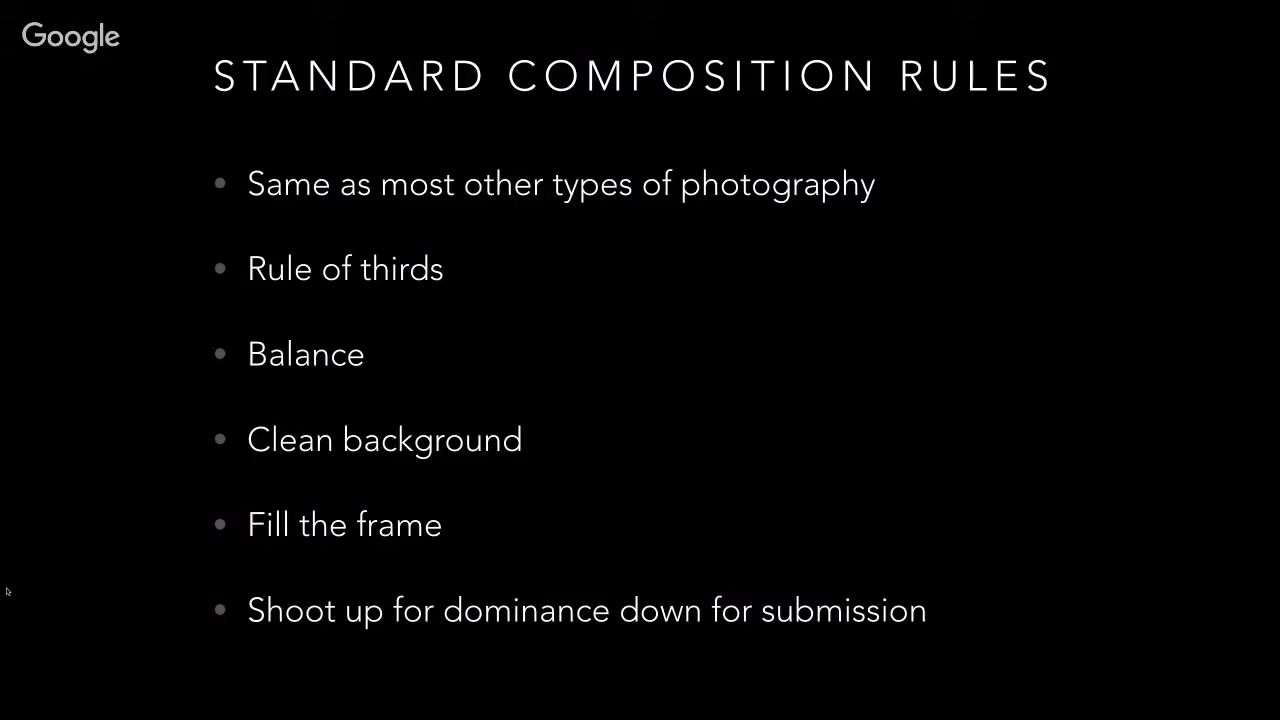 Google
STANDARD COMPOSITION RULES
• Same as most other types of photography
• Rule of thirds
• Balance
• Clean background
• Fill the frame
• Shoot up for dominance down for submission